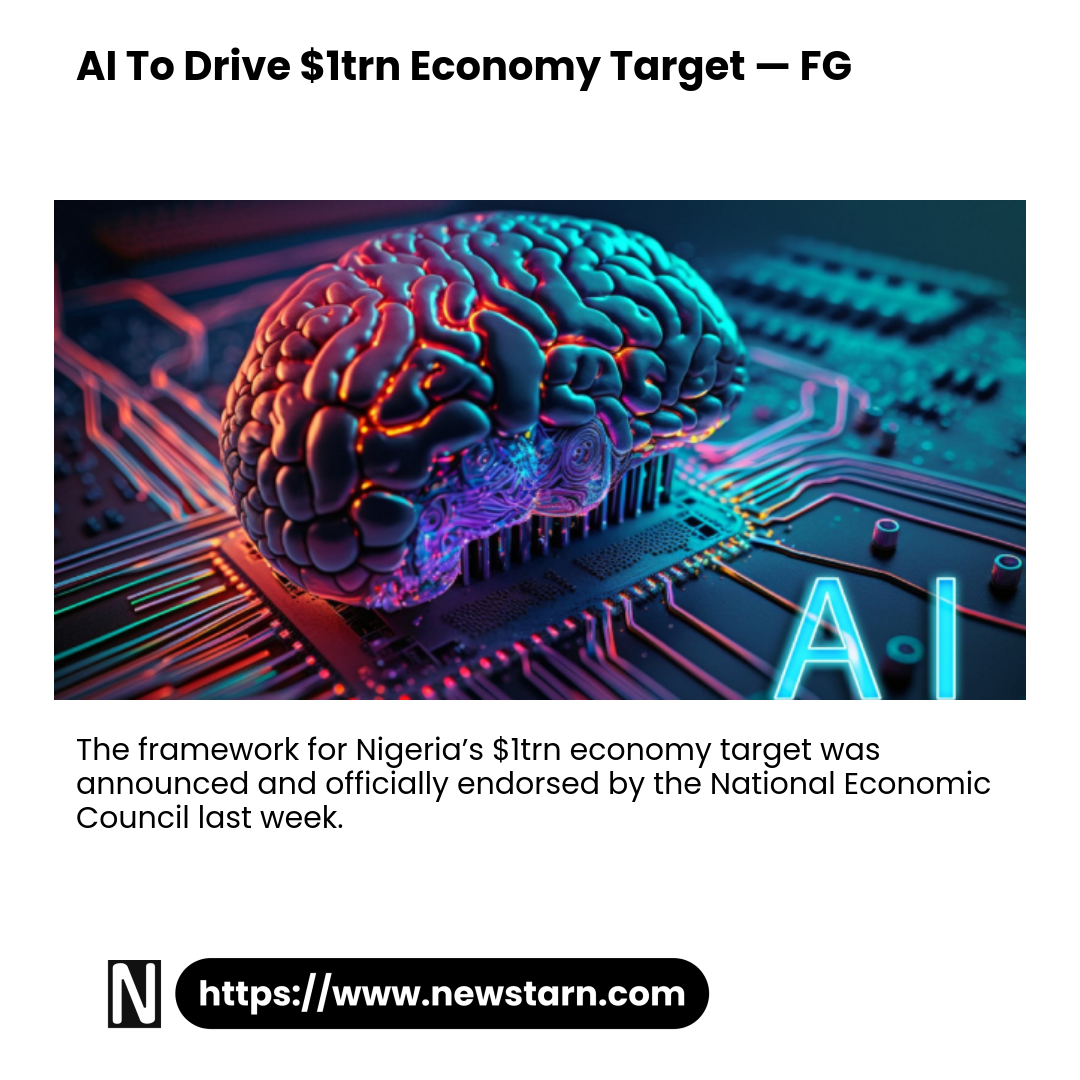 AI To Drive $1trn Economy Target — FG
AI
The framework for Nigeria’s $1trn economy target was
announced and officially endorsed by the National Economic
Council last week.
N https://www.newstarn.com